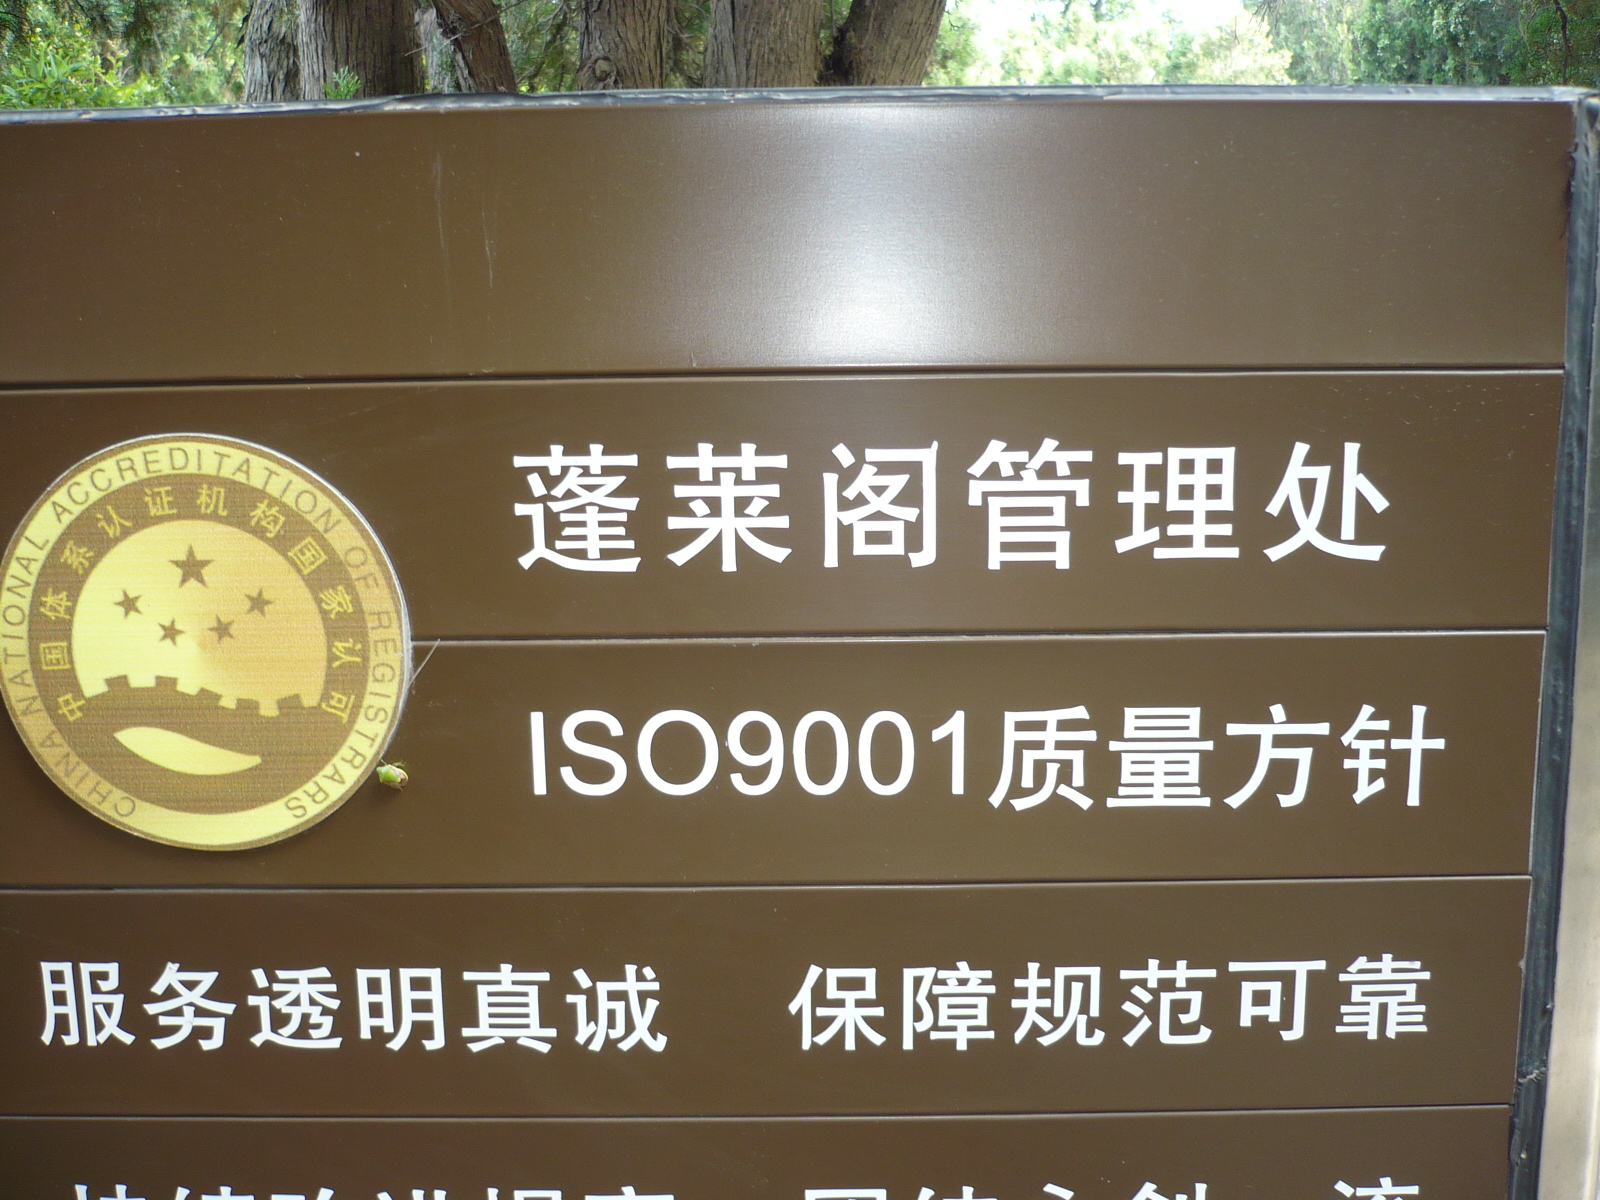 CHINA NATIONAL ACCREDITATION OF REGISTRARS
中国体系认证机构国家认可
蓬莱阁管理处
ISO9001质量方针
服务透明真诚 保障规范可靠